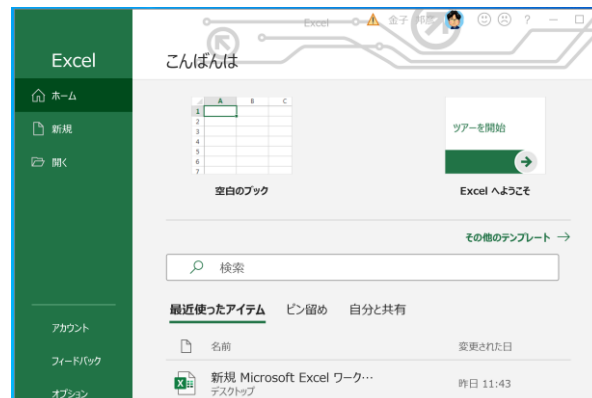 Excel
金子
?
Excel
こんばんは
ホーム
新規
開く
A B C
1
2
3
4
5
6
7
空白のブック
ツアーを開始
Excel へようこそ
その他のテンプレート →
検索
最近使ったアイテム ピン留め 自分と共有
名前 変更された日
新規 Microsoft Excel ワーク…
昨日 11:43
デスクトップ
アカウント
フィードバック
オプション